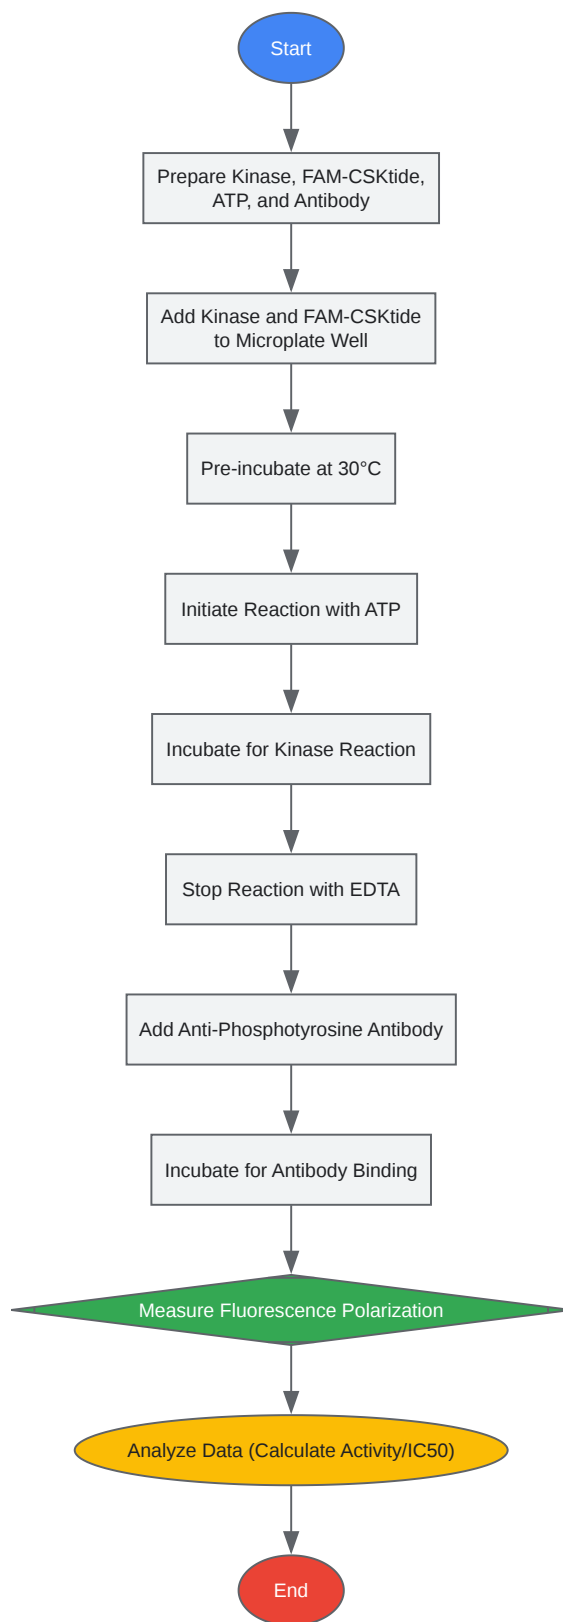 Start
Prepare Kinase, FAM-CSKtide,
ATP, and Antibody
Add Kinase and FAM-CSKtide
to Microplate Well
Pre-incubate at 30°C
Initiate Reaction with ATP
Incubate for Kinase Reaction
Stop Reaction with EDTA
Add Anti-Phosphotyrosine Antibody
Incubate for Antibody Binding
Measure Fluorescence Polarization
Analyze Data (Calculate Activity/IC50)
End